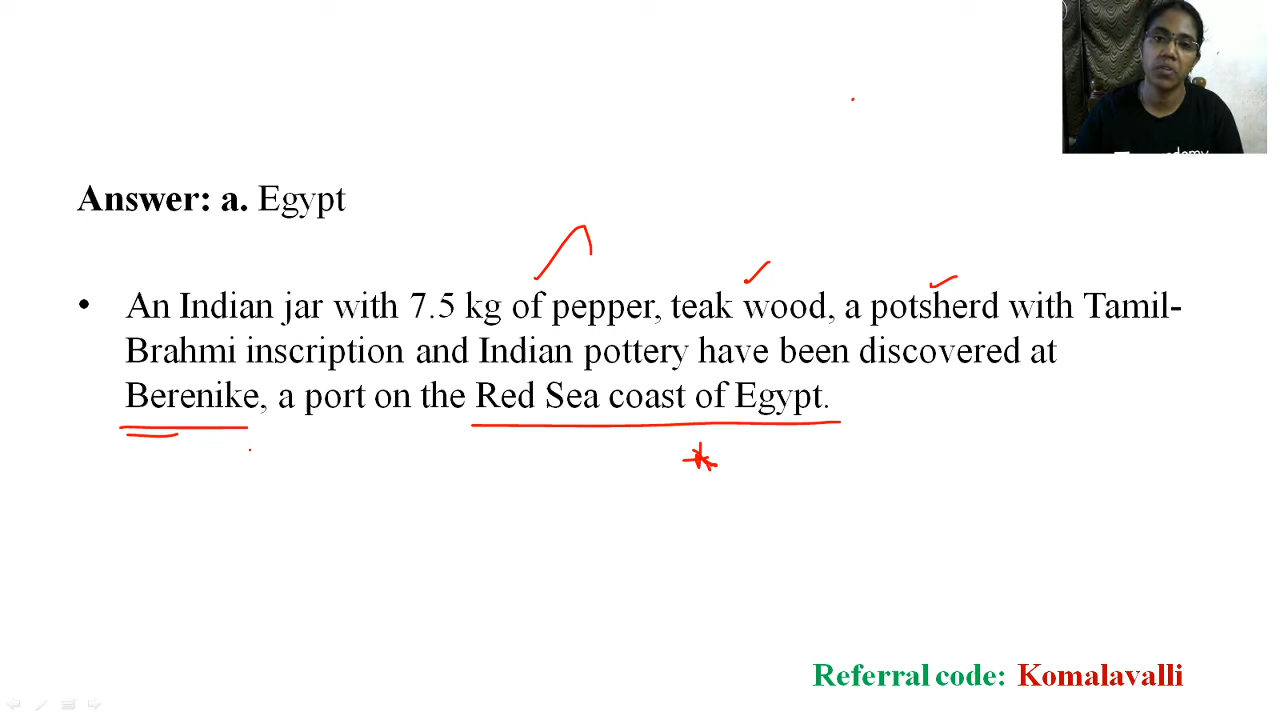 Answer: a. Egypt
• An Indian jar with 7.5 kg of pepper, teak wood, a potsherd with Tamil-
Brahmi inscription and Indian pottery have been discovered at
Berenike, a port on the Red Sea coast of Egypt.
Referral code: Komalavalli